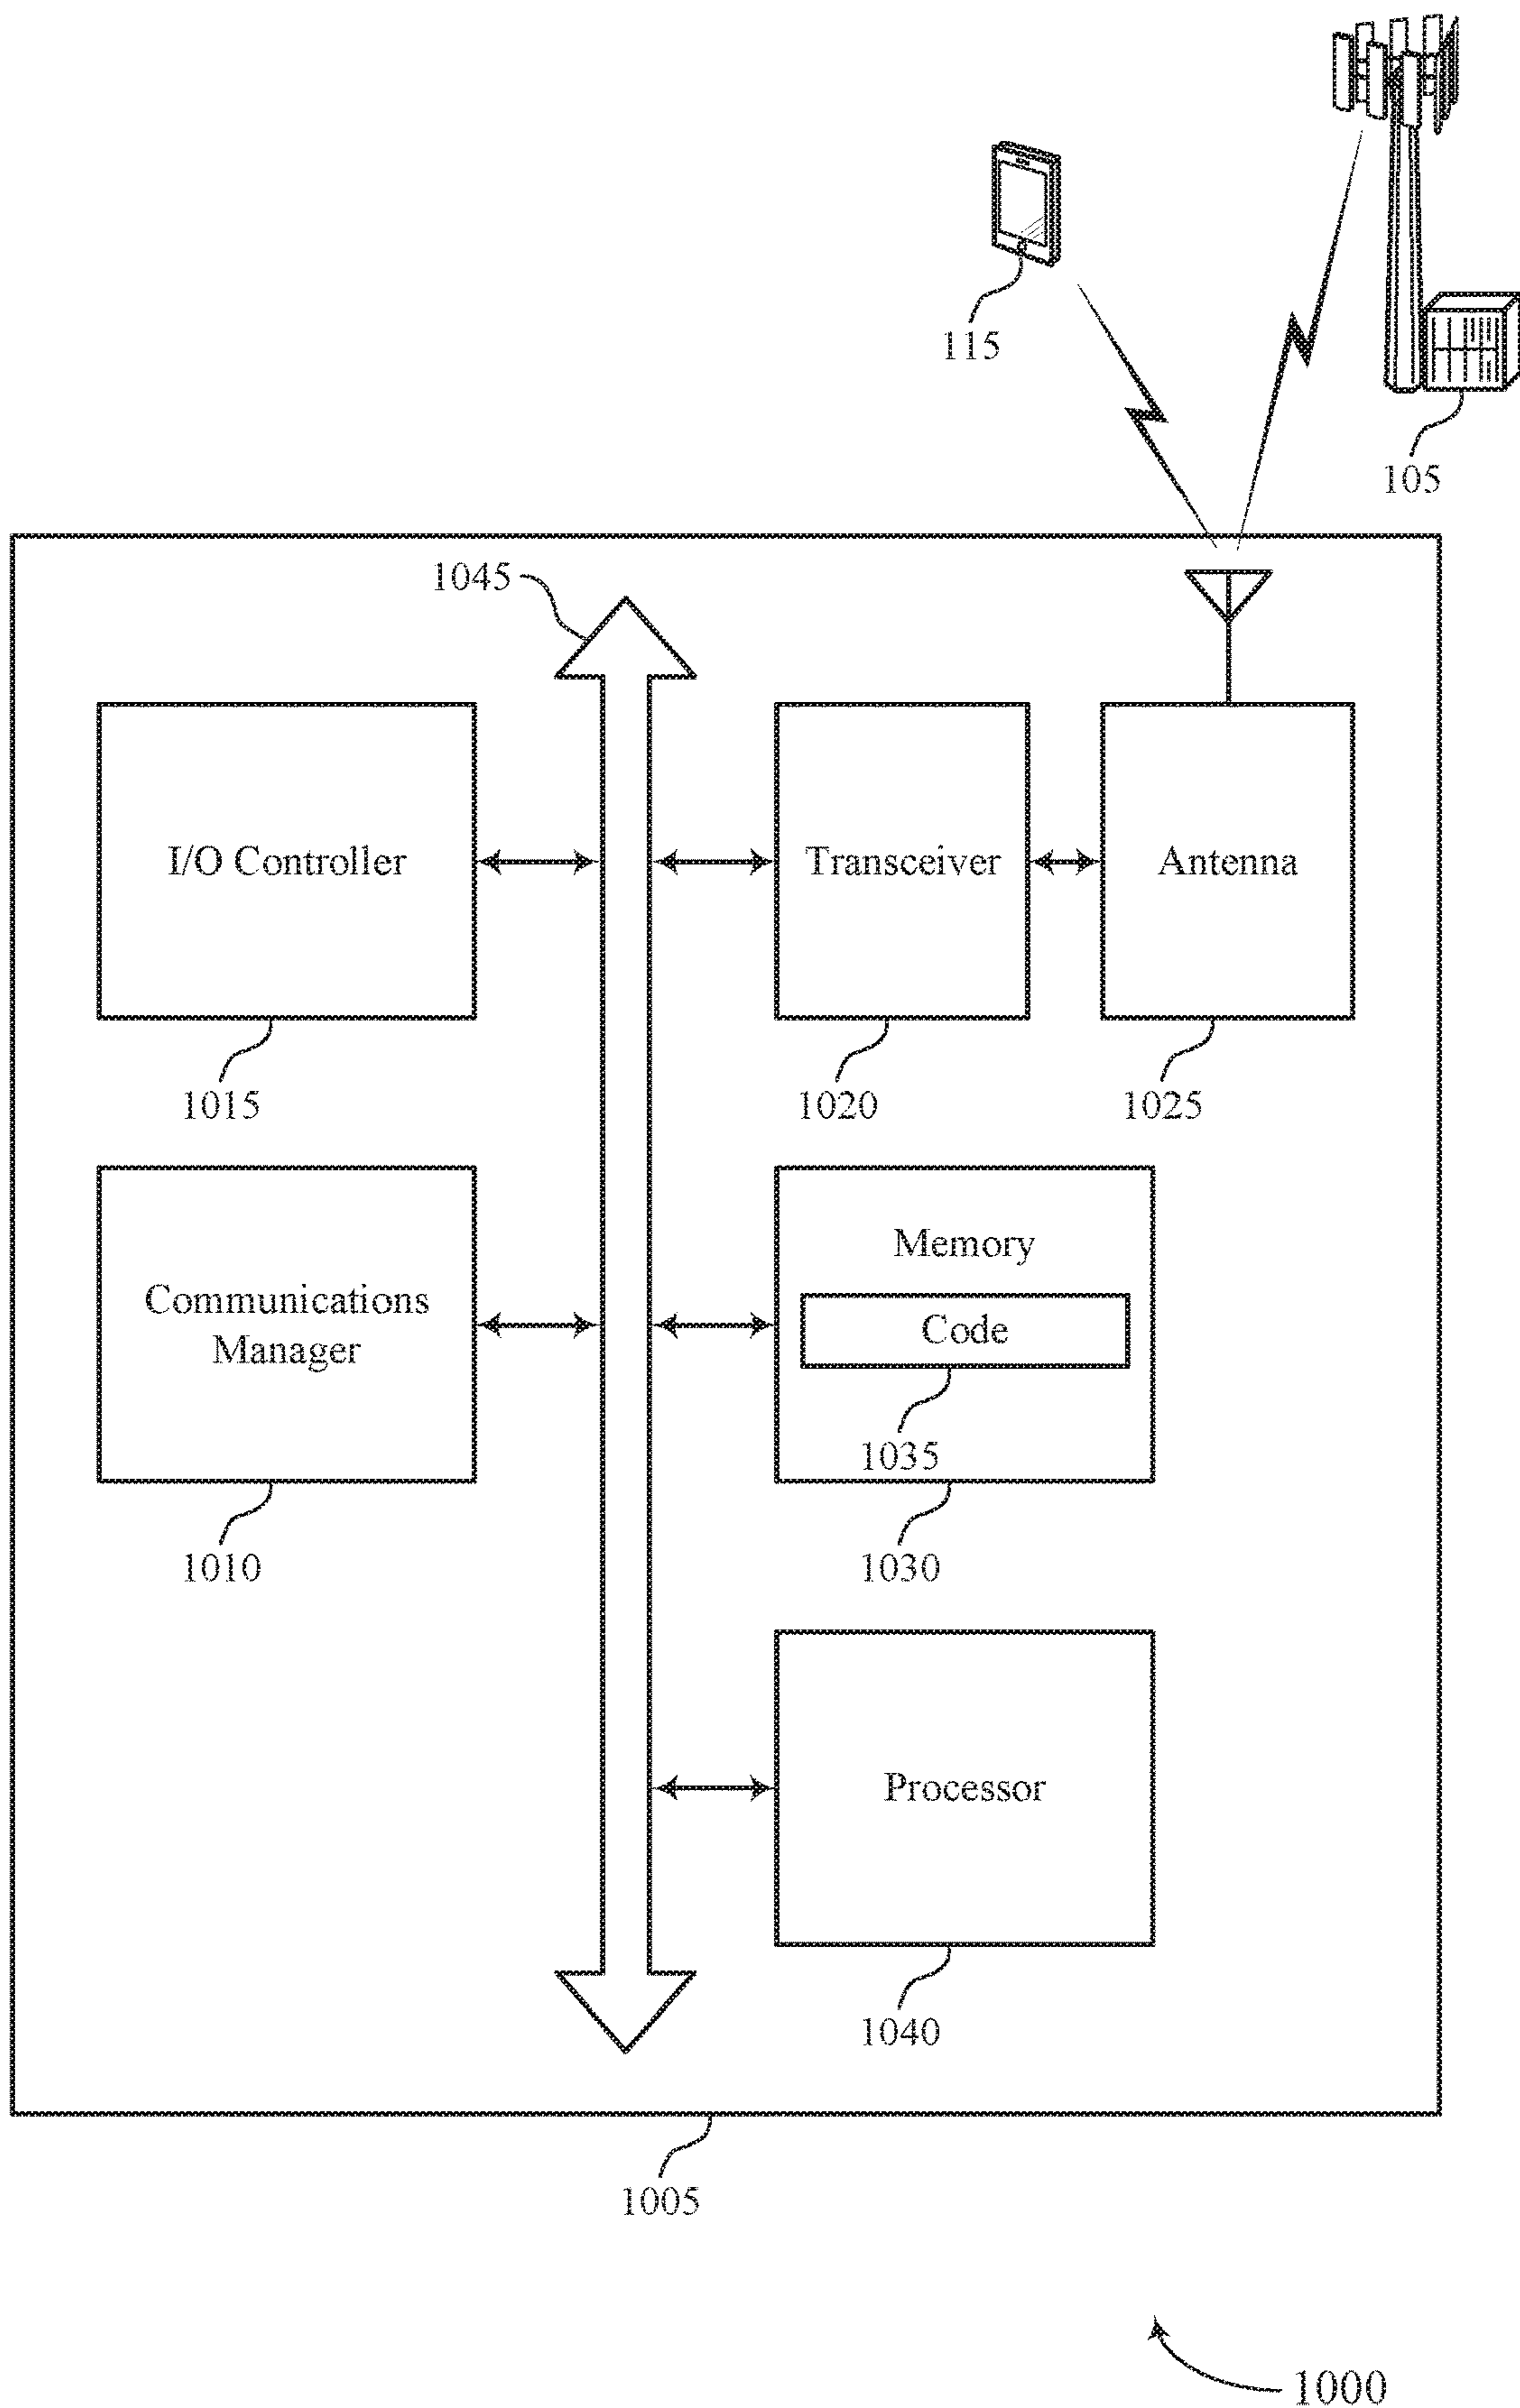 115
105
1045
I/O Controller
Transceiver
Antenna
1015
1020
1025
Communications
Manager
Memory
Code
1035
1010
1030
Processor
1040
1005
1000